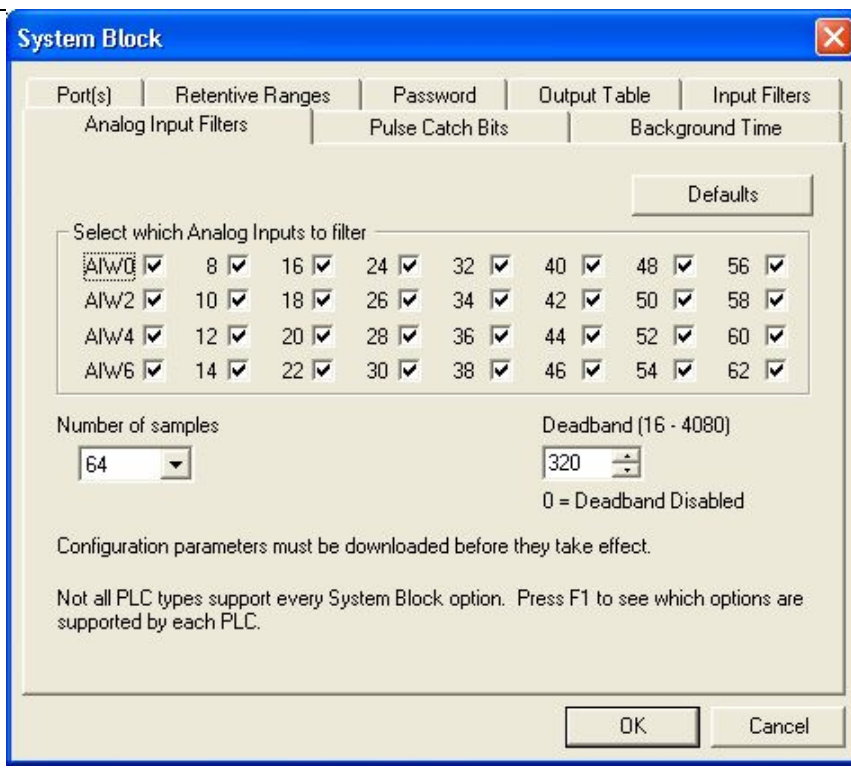 System Block
Port(s) Retentive Ranges Password Output Table Input Filters
Analog Input Filters Pulse Catch Bits Background Time
Defaults
Select which Analog Inputs to filter
AIW0 8 16 24 32 40 48 56
AIW2 10 18 26 34 42 50 58
AIW4 12 20 28 36 44 52 60
AIW6 14 22 30 38 46 54 62
Number of samples Deadband (16 - 4080)
64 320
0 = Deadband Disabled
Configuration parameters must be downloaded before they take effect.
Not all PLC types support every System Block option. Press F1 to see which options are
supported by each PLC.
OK Cancel